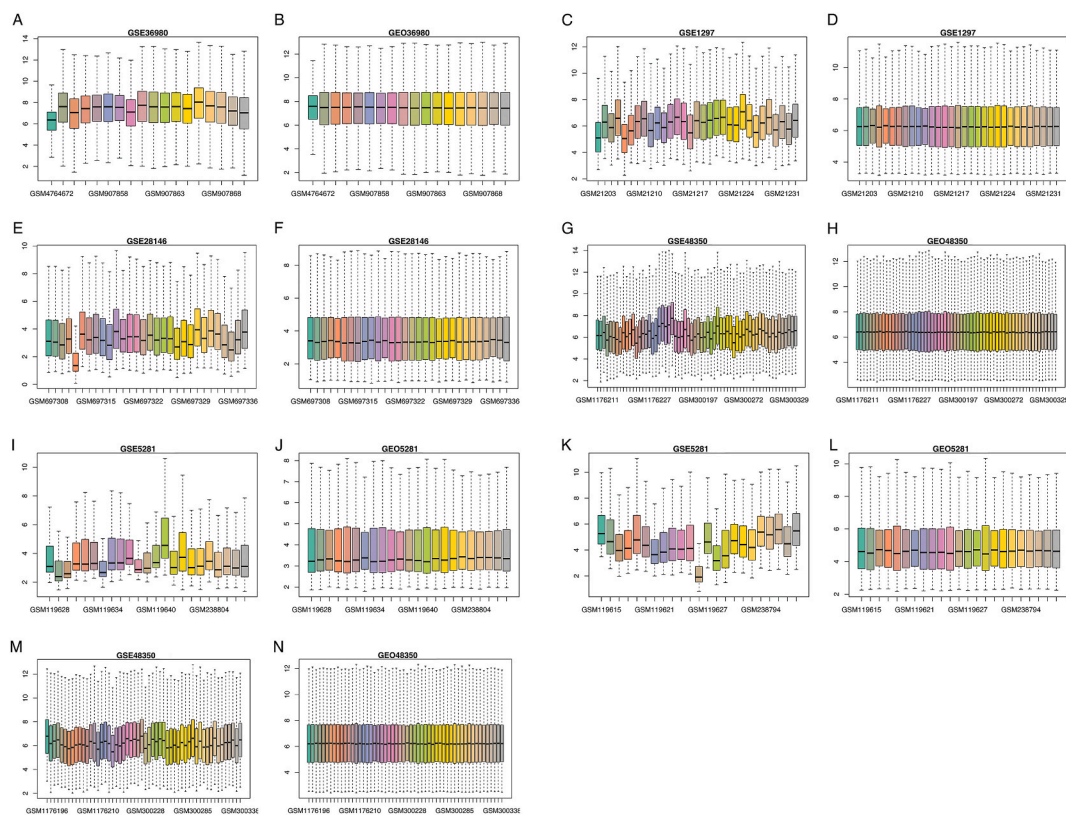 A
GSE36980
2 4 6 8 10 12 14
GSM4764672 GSM907858 GSM907863 GSM907868
B
GEO36980
2 4 6 8 10 12
GSM4764672 GSM907858 GSM907863 GSM907868
C
GSE1297
2 4 6 8 10 12
GSM21203 GSM21210 GSM21217 GSM21224 GSM21231
D
GSE1297
4 6 8 10
GSM21203 GSM21210 GSM21217 GSM21224 GSM21231
E
GSE28146
0 2 4 6 8 10
GSM697308 GSM697315 GSM697322 GSM697329 GSM697336
F
GSE28146
2 4 6 8
GSM697308 GSM697315 GSM697322 GSM697329 GSM697336
G
GSE48350
2 4 6 8 10 12 14
GSM1176211 GSM1176227 GSM300197 GSM300272 GSM300329
H
GEO48350
2 4 6 8 10 12
GSM1176211 GSM1176227 GSM300197 GSM300272 GSM300329
I
GSE5281
2 4 6 8 10
GSM119628 GSM119634 GSM119640 GSM238804
J
GEO5281
2 3 4 5 6 7 8
GSM119628 GSM119634 GSM119640 GSM238804
K
GSE5281
2 4 6 8 10
GSM119615 GSM119621 GSM119627 GSM238794
L
GEO5281
2 4 6 8 10
GSM119615 GSM119621 GSM119627 GSM238794
M
GSE48350
2 4 6 8 10 12
GSM1176196 GSM1176210 GSM300228 GSM300285 GSM300338
N
GEO48350
2 4 6 8 10 12
GSM1176196 GSM1176210 GSM300228 GSM300285 GSM300338